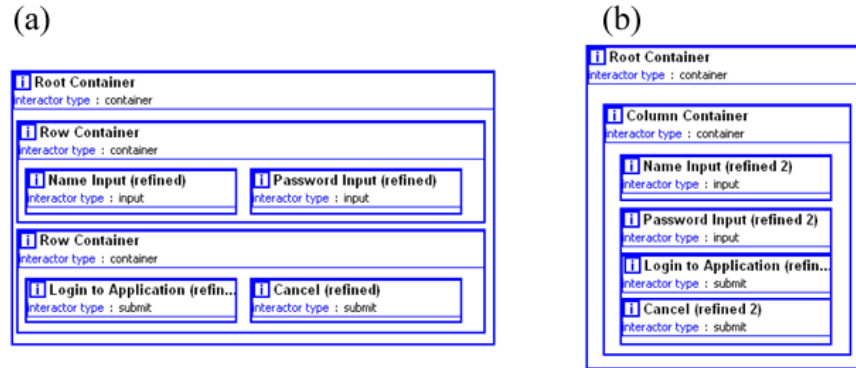 (a)
i Root Container
interactor type : container
i Row Container
interactor type : container
i Name Input (refined)
interactor type : input
i Password Input (refined)
interactor type : input
i Row Container
interactor type : container
i Login to Application (refin...
interactor type : submit
i Cancel (refined)
interactor type : submit
(b)
i Root Container
interactor type : container
i Column Container
interactor type : container
i Name Input (refined 2)
interactor type : input
i Password Input (refined 2)
interactor type : input
i Login to Application (refin...
interactor type : submit
i Cancel (refined 2)
interactor type : submit